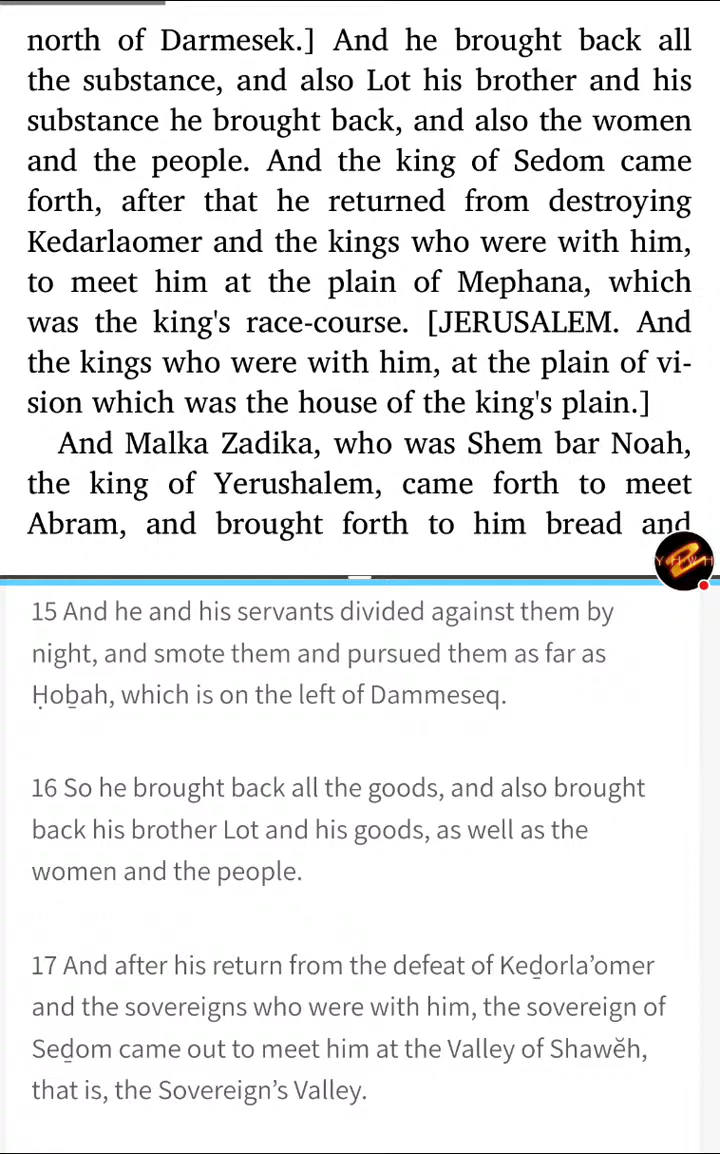 north of Darmesek.] And he brought back all
the substance, and also Lot his brother and his
substance he brought back, and also the women
and the people. And the king of Sedom came
forth, after that he returned from destroying
Kedarlaomer and the kings who were with him,
to meet him at the plain of Mephana, which
was the king's race-course. [JERUSALEM. And
the kings who were with him, at the plain of vi-
sion which was the house of the king's plain.]
And Malka Zadika, who was Shem bar Noah,
the king of Yerushalem, came forth to meet
Abram, and brought forth to him bread and
YHWH
15 And he and his servants divided against them by
night, and smote them and pursued them as far as
Ḥoḇah, which is on the left of Dammeseq.
16 So he brought back all the goods, and also brought
back his brother Lot and his goods, as well as the
women and the people.
17 And after his return from the defeat of Keḏorla’omer
and the sovereigns who were with him, the sovereign of
Seḏom came out to meet him at the Valley of Shawĕh,
that is, the Sovereign’s Valley.